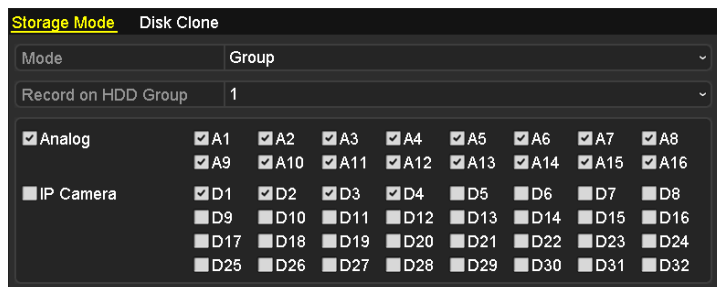 Storage Mode Disk Clone
Mode Group
Record on HDD Group 1
Analog A1 A2 A3 A4 A5 A6 A7 A8
A9 A10 A11 A12 A13 A14 A15 A16
IP Camera D1 D2 D3 D4 D5 D6 D7 D8
D9 D10 D11 D12 D13 D14 D15 D16
D17 D18 D19 D20 D21 D22 D23 D24
D25 D26 D27 D28 D29 D30 D31 D32